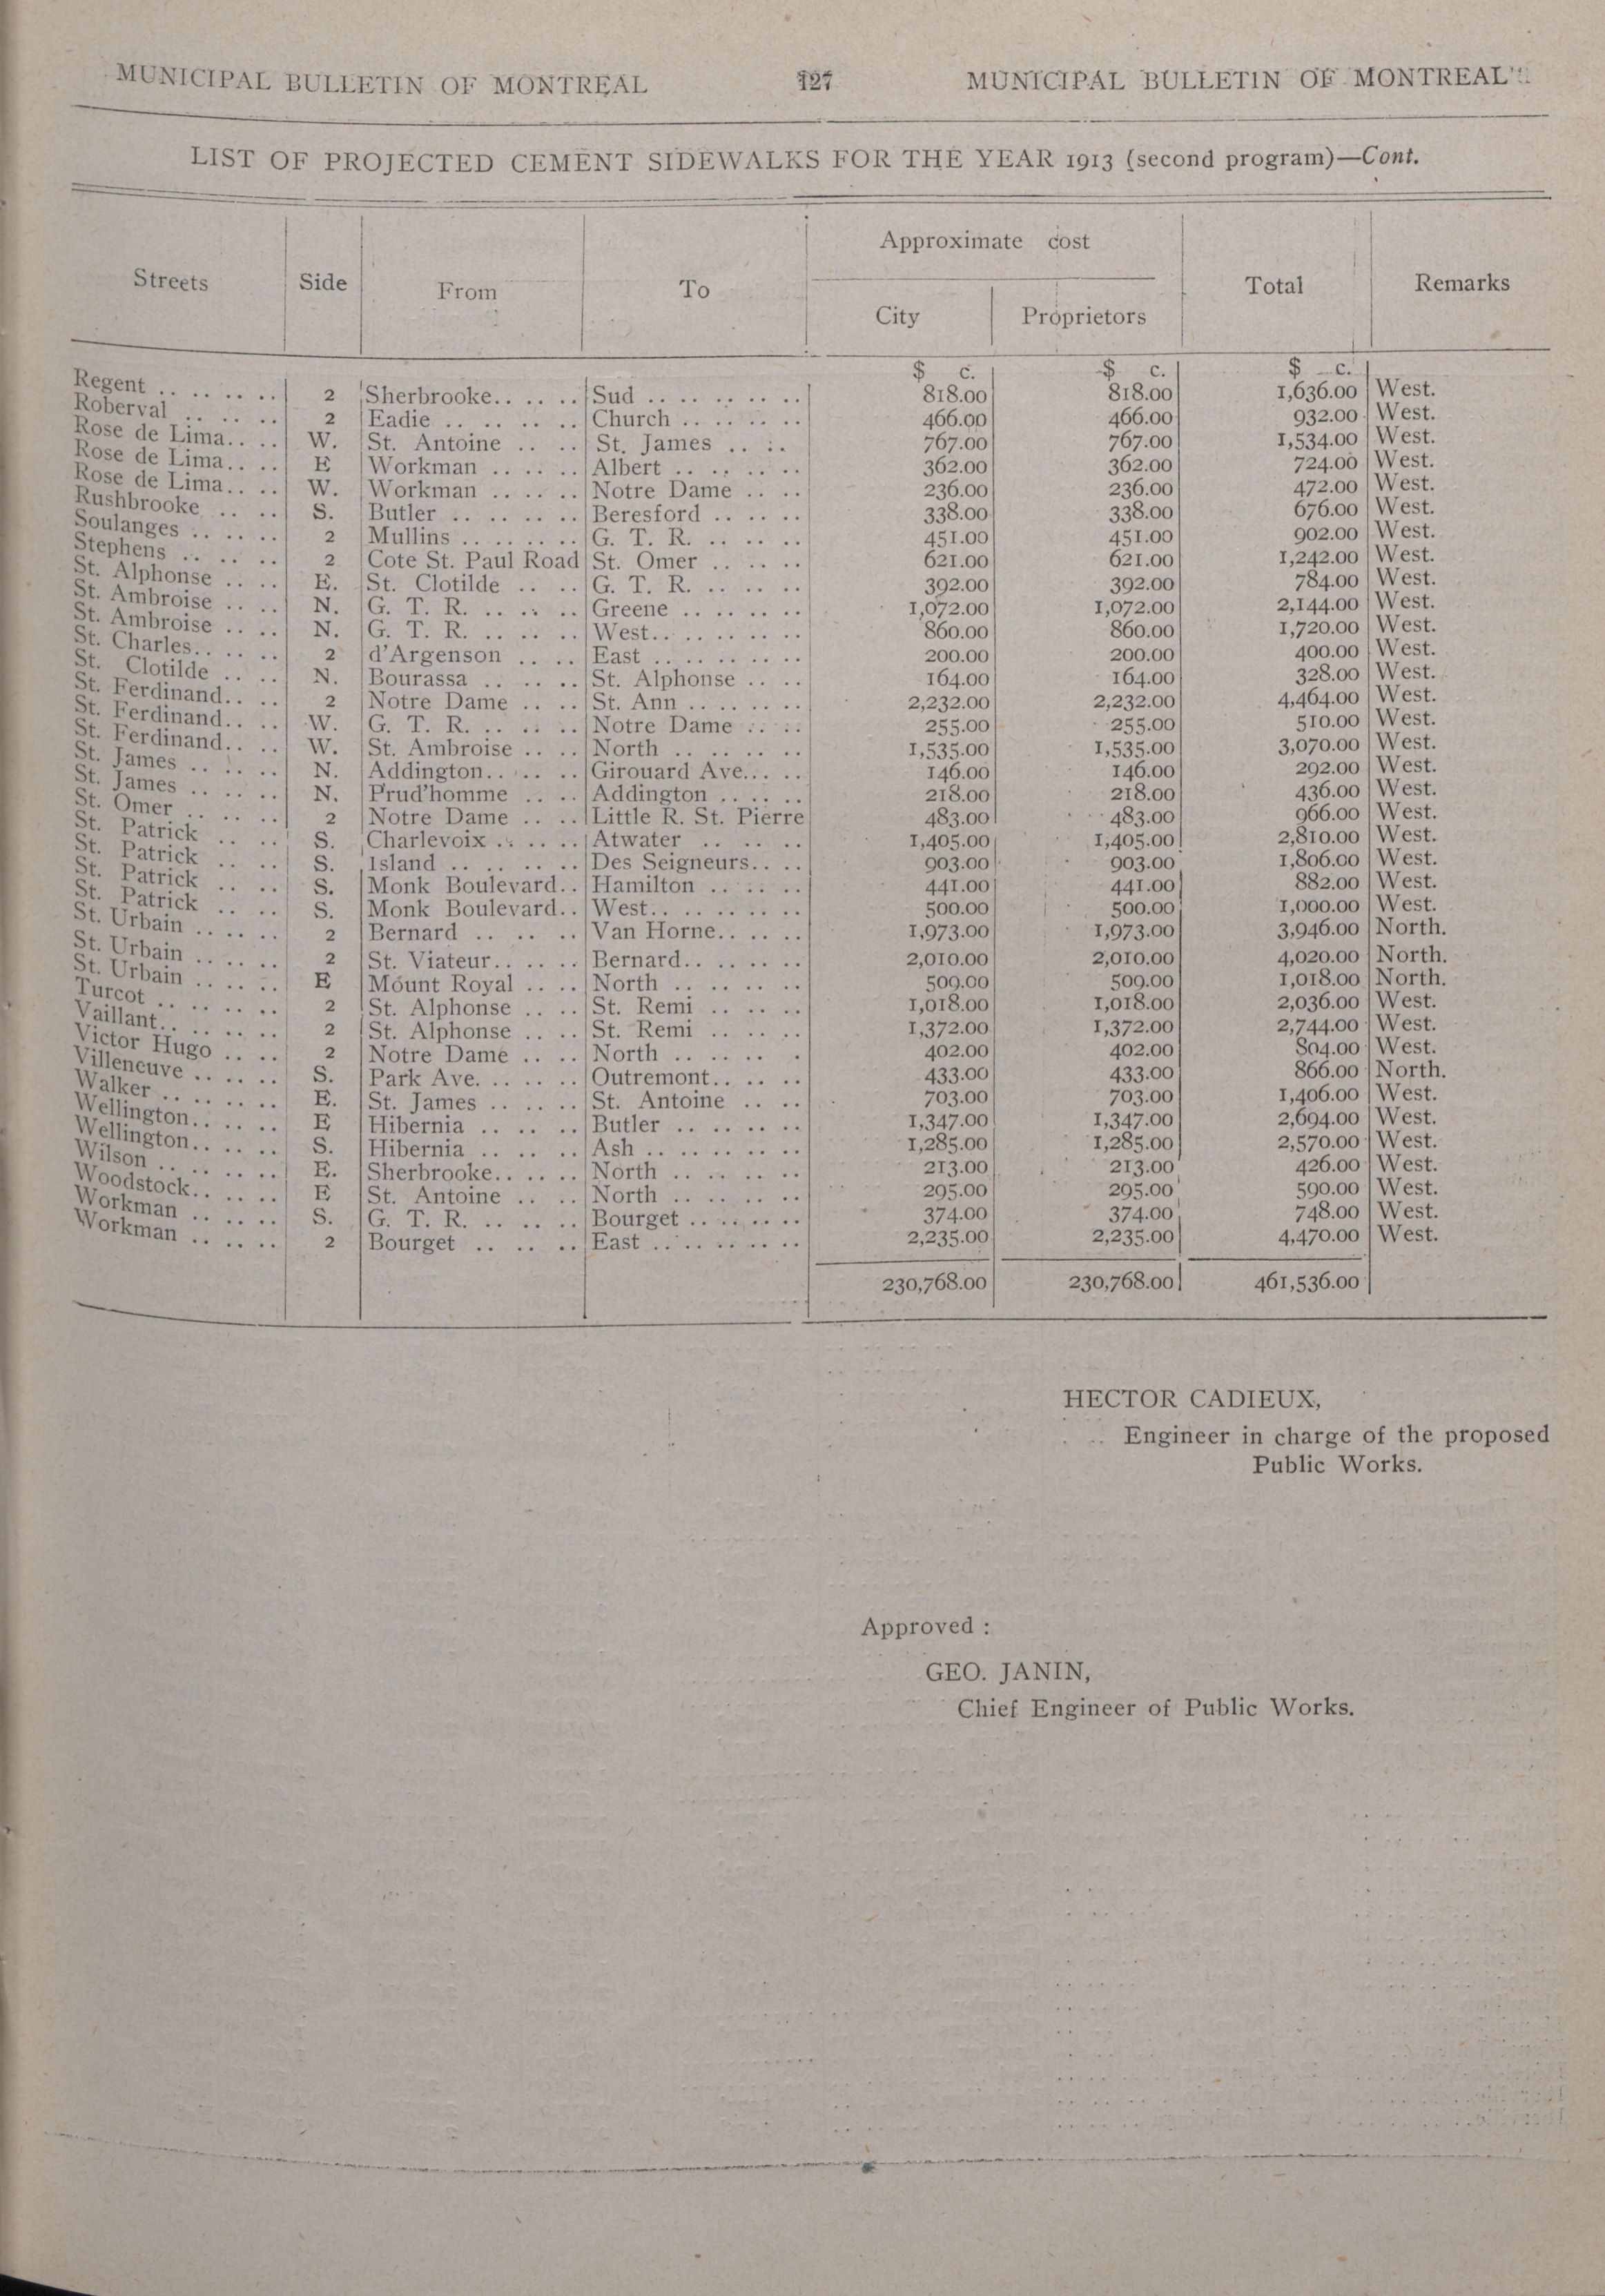 MUNICIPAL BULLETIN OF MONTREAL 127 MUNICIPAL BULLETIN OF MONTREAL
LIST OF PROJECTED CEMENT SIDEWALKS FOR THE YEAR 1913 (second program)—Cont.
Approximate cost
Streets Side From To Total Remarks
City Proprietors
$ c. $ c. $ c.
Regent .. .. .. .. .. 2 Sherbrooke.. .. .. Sud .. .. .. .. .. .. 818.00 818.00 1,636.00 West.
Roberval .. .. .. .. 2 Eadie .. .. .. .. .. Church .. .. .. .. .. 466.00 466.00 932.00 West.
Rose de Lima.. .. .. W. St. Antoine .. .. .. St. James .. .. 767.00 767.00 1,534.00 West.
Rose de Lima.. .. .. E Workman .. .. .. .. Albert .. .. .. .. .. 362.00 362.00 724.00 West.
Rose de Lima.. .. .. W. Workman .. .. .. .. Notre Dame .. .. 236.00 236.00 472.00 West.
Rushbrooke .. .. .. S. Butler .. .. .. .. .. Beresford .. .. .. .. 338.00 338.00 676.00 West.
Soulanges .. .. .. .. 2 Mullins .. .. .. .. .. G. T. R. .. .. .. .. 451.00 451.00 902.00 West.
Stephens .. .. .. .. 2 Cote St. Paul Road St. Omer .. .. .. .. 621.00 621.00 1,242.00 West.
St. Alphonse .. .. .. E. St. Clotilde .. .. .. G. T. R. .. .. .. .. 392.00 392.00 784.00 West.
St. Ambroise .. .. .. N. G. T. R. .. .. .. .. Greene .. .. .. .. .. 1,072.00 1,072.00 2,144.00 West.
St. Ambroise .. .. .. N. G. T. R. .. .. .. .. West.. .. .. .. .. .. 860.00 860.00 1,720.00 West.
St. Charles.. .. .. .. 2 d'Argenson .. .. .. East .. .. .. .. .. .. 200.00 200.00 400.00 West.
St. Clotilde .. .. .. N. Bourassa .. .. .. .. St. Alphonse .. .. 164.00 164.00 328.00 West.
St. Ferdinand.. .. .. 2 Notre Dame .. .. .. St. Ann .. .. .. .. .. 2,232.00 2,232.00 4,464.00 West.
St. Ferdinand.. .. .. W. G. T. R. .. .. .. .. Notre Dame .. .. 255.00 255.00 510.00 West.
St. Ferdinand.. .. .. W. St. Ambroise .. .. .. North .. .. .. .. .. 1,535.00 1,535.00 3,070.00 West.
St. James .. .. .. .. N. Addington.. .. .. .. Girouard Ave.. .. .. 146.00 146.00 292.00 West.
St. James .. .. .. .. N. Prud'homme .. .. .. Addington .. .. .. .. 218.00 218.00 436.00 West.
St. Omer .. .. .. .. 2 Notre Dame .. .. .. Little R. St. Pierre 483.00 483.00 966.00 West.
St. Patrick .. .. .. S. Charlevoix .. .. .. .. Atwater .. .. .. .. 1,405.00 1,405.00 2,810.00 West.
St. Patrick .. .. .. S. Island .. .. .. .. .. Des Seigneurs.. .. .. 903.00 903.00 1,806.00 West.
St. Patrick .. .. .. S. Monk Boulevard.. Hamilton .. .. .. .. 441.00 441.00 882.00 West.
St. Patrick .. .. .. S. Monk Boulevard.. West.. .. .. .. .. .. 500.00 500.00 1,000.00 West.
St. Urbain .. .. .. .. 2 Bernard .. .. .. .. Van Horne.. .. .. .. 1,973.00 1,973.00 3,946.00 North.
St. Urbain .. .. .. .. 2 St. Viateur.. .. .. .. Bernard.. .. .. .. .. 2,010.00 2,010.00 4,020.00 North.
St. Urbain .. .. .. .. E Mount Royal .. .. .. North .. .. .. .. .. 509.00 509.00 1,018.00 North.
Turcot .. .. .. .. .. 2 St. Alphonse .. .. .. St. Remi .. .. .. .. 1,018.00 1,018.00 2,036.00 West.
Vaillant.. .. .. .. .. 2 St. Alphonse .. .. .. St. Remi .. .. .. .. 1,372.00 1,372.00 2,744.00 West.
Victor Hugo .. .. .. 2 Notre Dame .. .. .. North .. .. .. .. 402.00 402.00 804.00 West.
Villeneuve .. .. .. .. S. Park Ave. .. .. .. .. Outremont.. .. .. .. 433.00 433.00 866.00 North.
Walker .. .. .. .. .. E. St. James .. .. .. .. St. Antoine .. .. 703.00 703.00 1,406.00 West.
Wellington.. .. .. .. E Hibernia .. .. .. .. Butler .. .. .. .. .. 1,347.00 1,347.00 2,694.00 West.
Wellington.. .. .. .. S. Hibernia .. .. .. .. Ash .. .. .. .. .. .. 1,285.00 1,285.00 2,570.00 West.
Wilson .. .. .. .. .. E. Sherbrooke.. .. .. .. North .. .. .. .. .. 213.00 213.00 426.00 West.
Woodstock.. .. .. .. E St. Antoine .. .. .. North .. .. .. .. .. 295.00 295.00 590.00 West.
Workman .. .. .. .. S. G. T. R. .. .. .. .. Bourget .. .. .. .. .. 374.00 374.00 748.00 West.
Workman .. .. .. .. 2 Bourget .. .. .. .. East .. .. .. .. .. .. 2,235.00 2,235.00 4,470.00 West.
230,768.00 230,768.00 461,536.00
HECTOR CADIEUX,
Engineer in charge of the proposed
Public Works.
Approved :
GEO. JANIN,
Chief Engineer of Public Works.